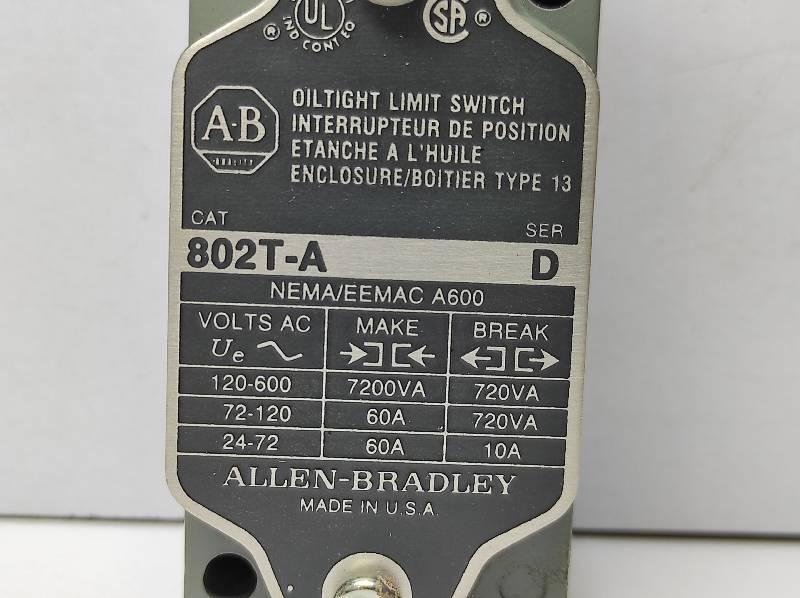 UL
® IND CONT EQ
SA ®
A-B
QUALITY
OILTIGHT LIMIT SWITCH
INTERRUPTEUR DE POSITION
ETANCHE A L'HUILE
ENCLOSURE/BOITIER TYPE 13
CAT
SER
802T-A
D
NEMA/EEMAC A600
VOLTS AC
MAKE
BREAK
Ue
120-600
7200VA
720VA
72-120
60A
720VA
24-72
60A
10A
ALLEN-BRADLEY
MADE IN U.S.A.